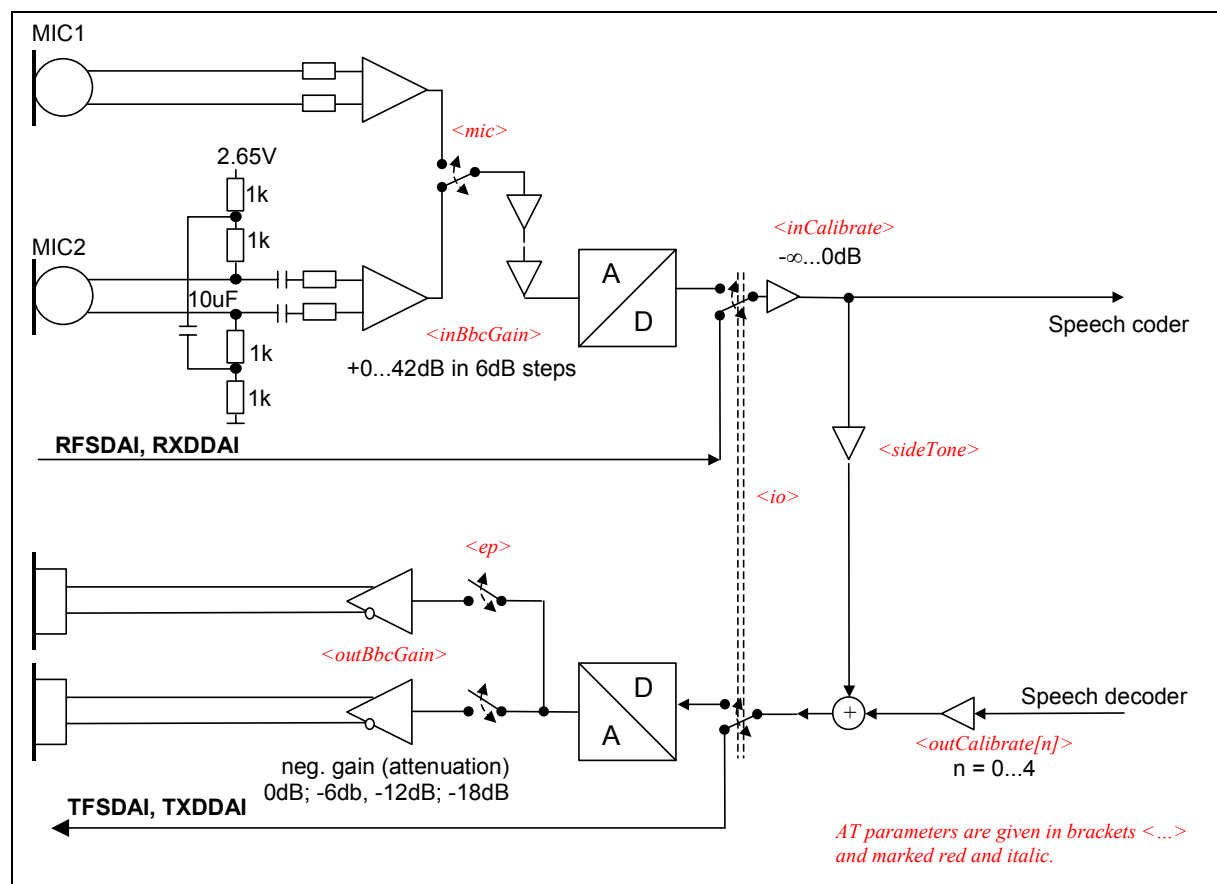 MIC1
<mic>
2.65V
1k
1k
MIC2
10uF
1k
1k
<inBbcGain>
+0...42dB in 6dB steps
A
D
<inCalibrate>
-∞...0dB
Speech coder
RFSDAI, RXDDAI
<sideTone>
<io>
<ep>
<outBbcGain>
D
A
neg. gain (attenuation)
0dB; -6db, -12dB; -18dB
+
Speech decoder
<outCalibrate[n]>
n = 0...4
TFSDAI, TXDDAI
AT parameters are given in brackets <...>
and marked red and italic.